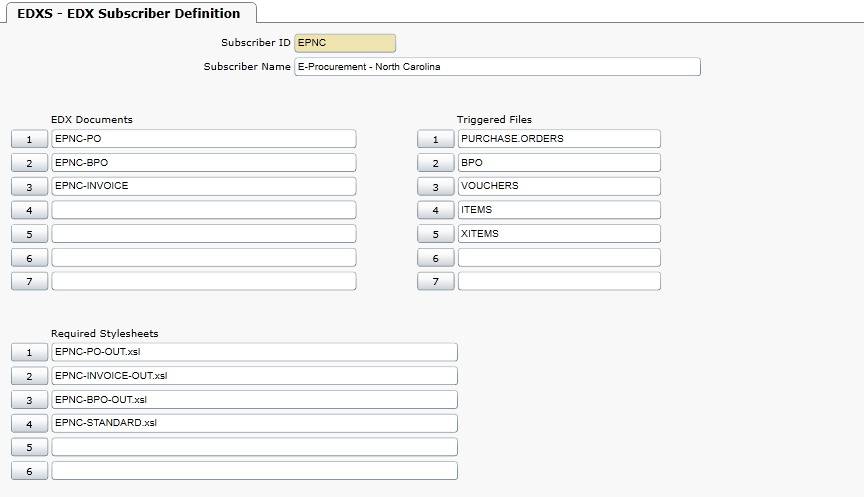 EDXS - EDX Subscriber Definition
Subscriber ID EPNC
Subscriber Name E-Procurement - North Carolina
EDX Documents Triggered Files
1 EPNC-PO 1 PURCHASE.ORDERS
2 EPNC-BPO 2 BPO
3 EPNC-INVOICE 3 VOUCHERS
4 4 ITEMS
5 5 XITEMS
6 6
7 7
Required Stylesheets
1 EPNC-PO-OUT.xsl
2 EPNC-INVOICE-OUT.xsl
3 EPNC-BPO-OUT.xsl
4 EPNC-STANDARD.xsl
5
6